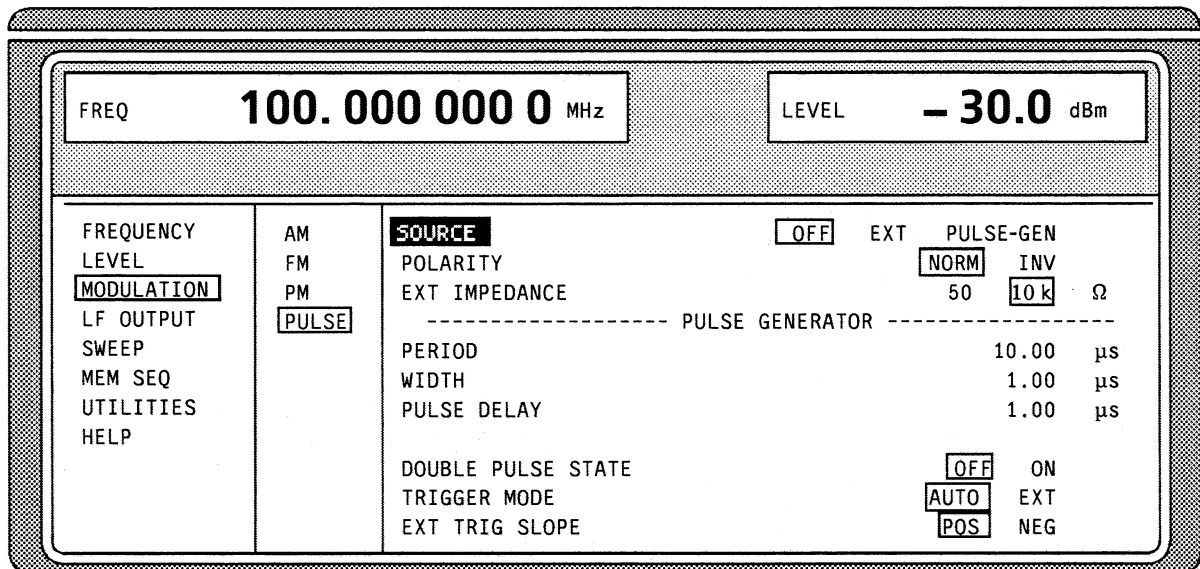 FREQ 100. 000 000 0 MHz LEVEL – 30.0 dBm
FREQUENCY AM SOURCE OFF EXT PULSE-GEN
LEVEL FM POLARITY NORM INV
MODULATION PM EXT IMPEDANCE 50 10 k Ω
LF OUTPUT PULSE ------------------- PULSE GENERATOR ------------------
SWEEP PERIOD 10.00 µs
MEM SEQ WIDTH 1.00 µs
UTILITIES PULSE DELAY 1.00 µs
HELP
DOUBLE PULSE STATE OFF ON
TRIGGER MODE AUTO EXT
EXT TRIG SLOPE POS NEG